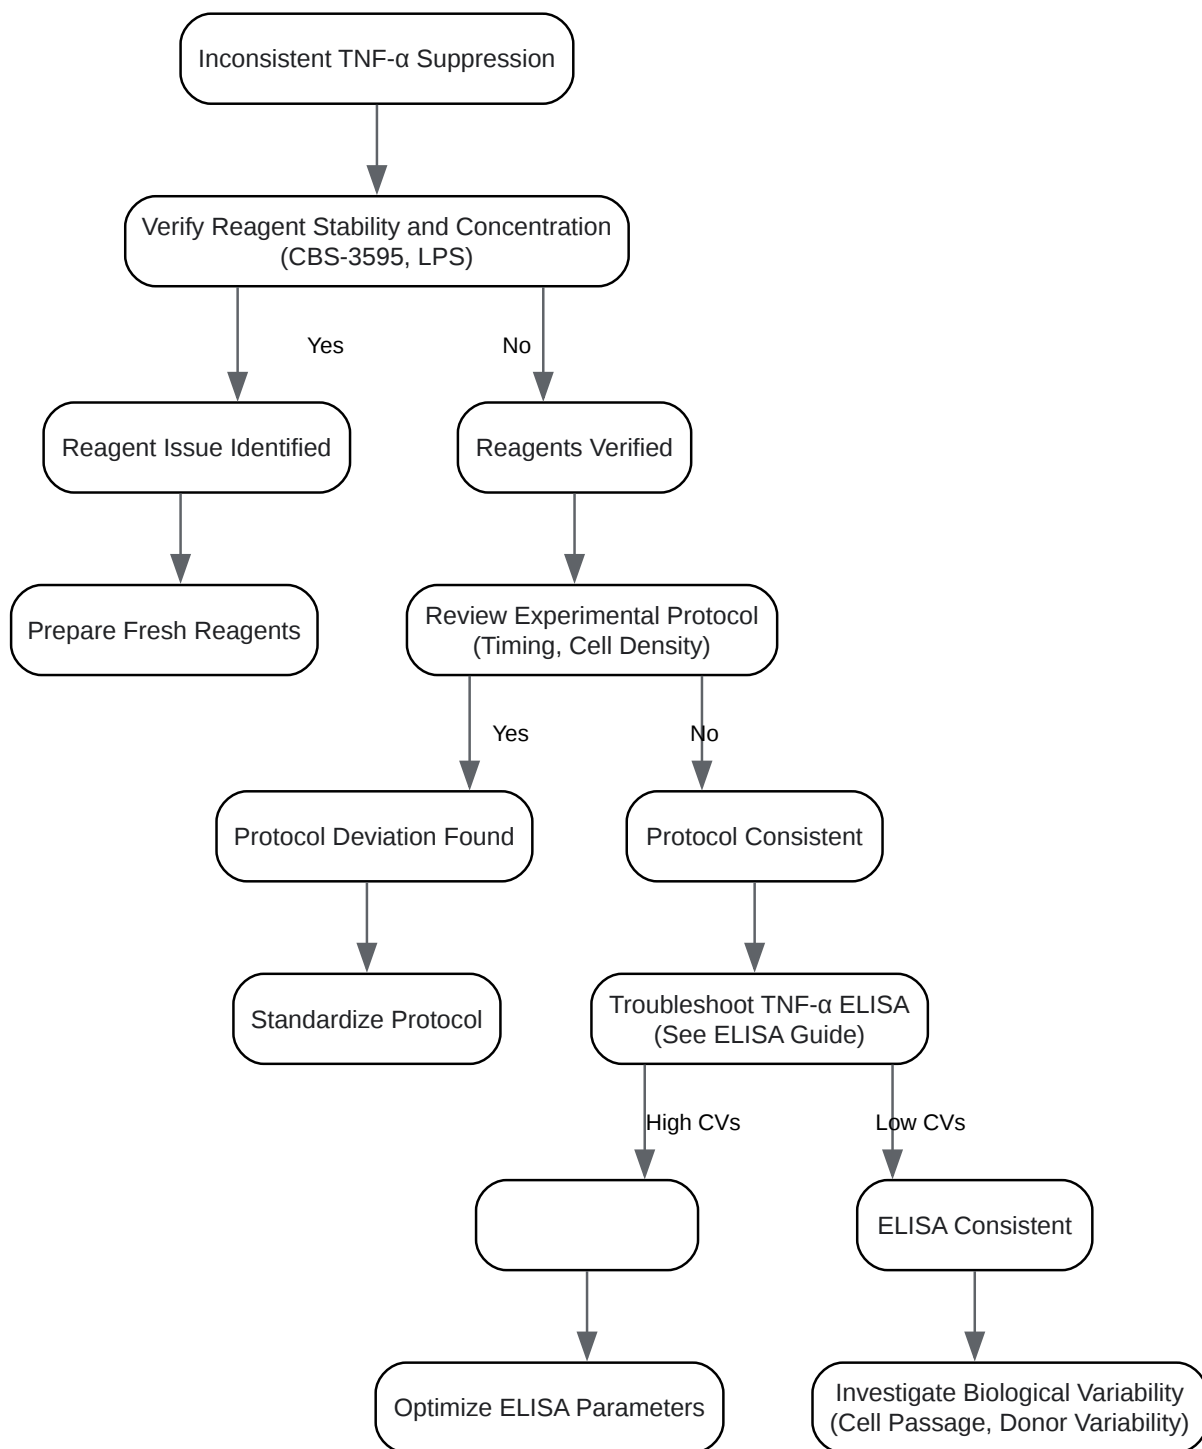 Inconsistent TNF-α Suppression
Verify Reagent Stability and Concentration
(CBS-3595, LPS)
Yes
No
Reagent Issue Identified
Reagents Verified
Prepare Fresh Reagents
Review Experimental Protocol
(Timing, Cell Density)
Yes
No
Protocol Deviation Found
Protocol Consistent
Standardize Protocol
Troubleshoot TNF-α ELISA
(See ELISA Guide)
High CVs
Low CVs
ELISA Consistent
Optimize ELISA Parameters
Investigate Biological Variability
(Cell Passage, Donor Variability)